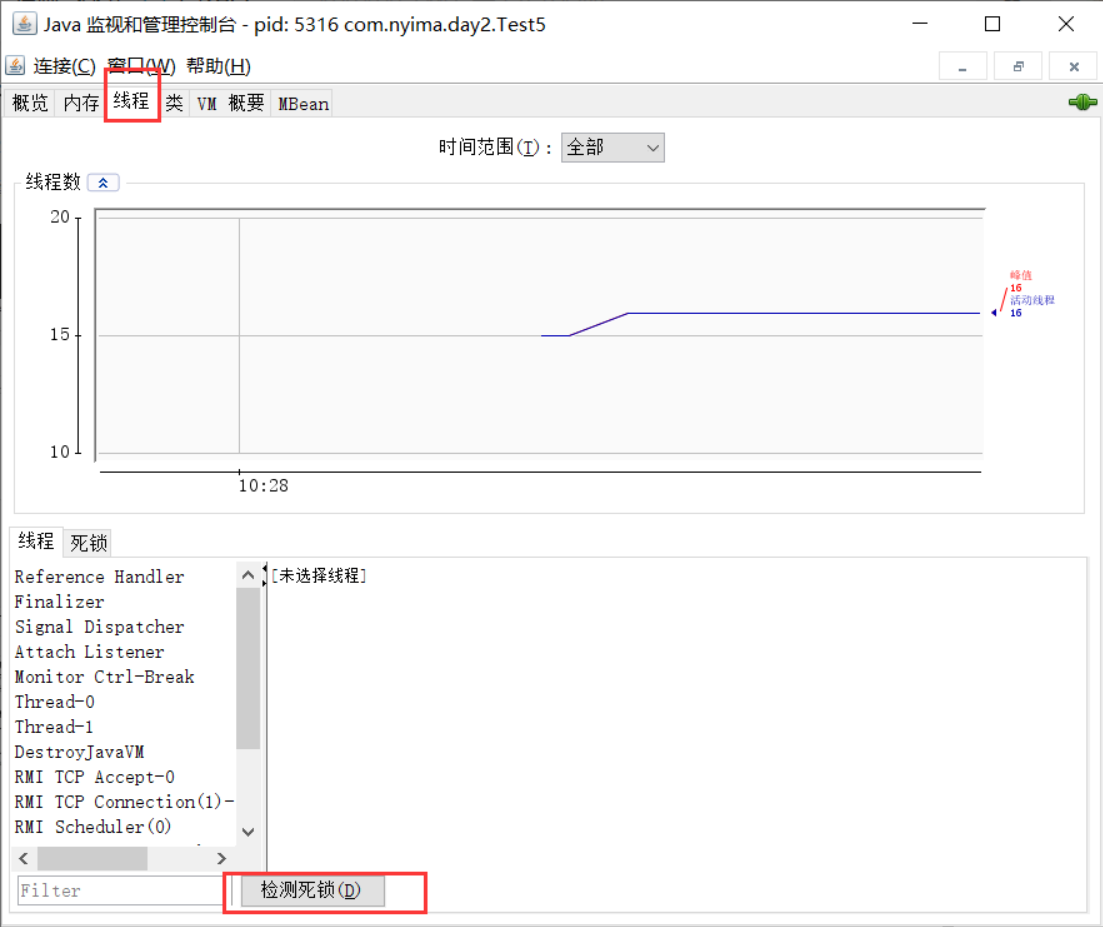 Java 监视和管理控制台 - pid: 5316 com.nyima.day2.Test5
连接(C) 窗口(W) 帮助(H)
概览 内存 线程 类 VM 概要 MBean
时间范围(T): 全部
线程数
20
15
10
峰值
16
活动线程
16
10:28
线程 死锁
Reference Handler
Finalizer
Signal Dispatcher
Attach Listener
Monitor Ctrl-Break
Thread-0
Thread-1
DestroyJavaVM
RMI TCP Accept-0
RMI TCP Connection(1)-
RMI Scheduler(0)
[未选择线程]
Filter
检测死锁(D)